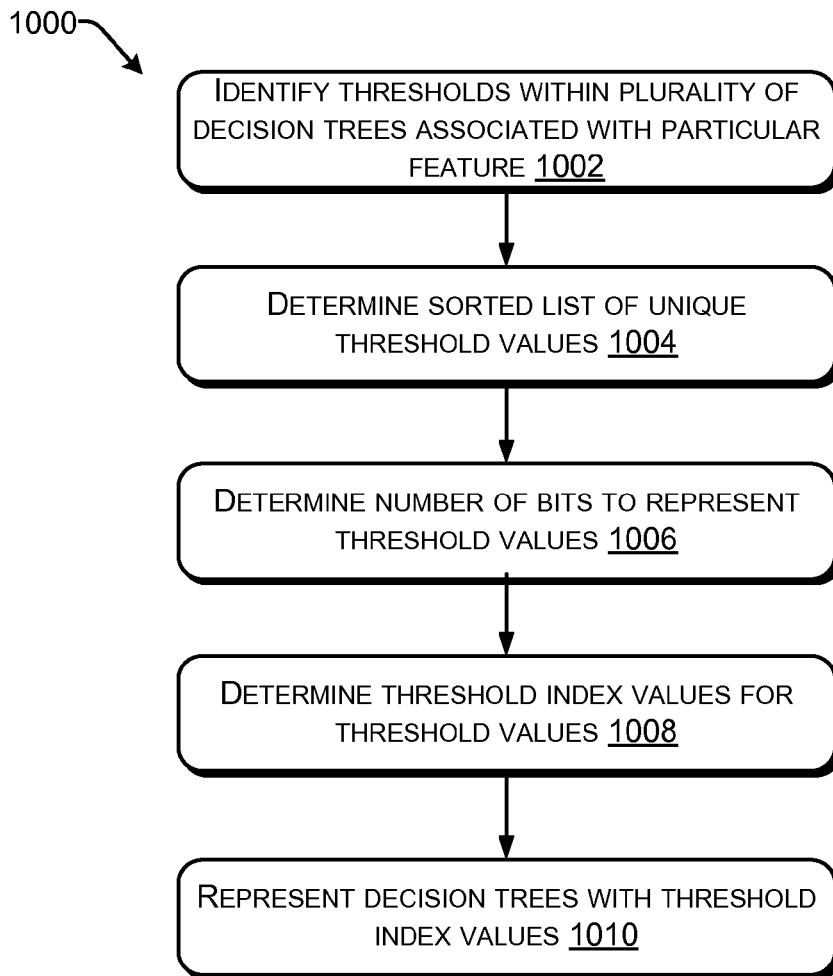 1000
IDENTIFY THRESHOLDS WITHIN PLURALITY OF
DECISION TREES ASSOCIATED WITH PARTICULAR
FEATURE 1002
DETERMINE SORTED LIST OF UNIQUE
THRESHOLD VALUES 1004
DETERMINE NUMBER OF BITS TO REPRESENT
THRESHOLD VALUES 1006
DETERMINE THRESHOLD INDEX VALUES FOR
THRESHOLD VALUES 1008
REPRESENT DECISION TREES WITH THRESHOLD
INDEX VALUES 1010